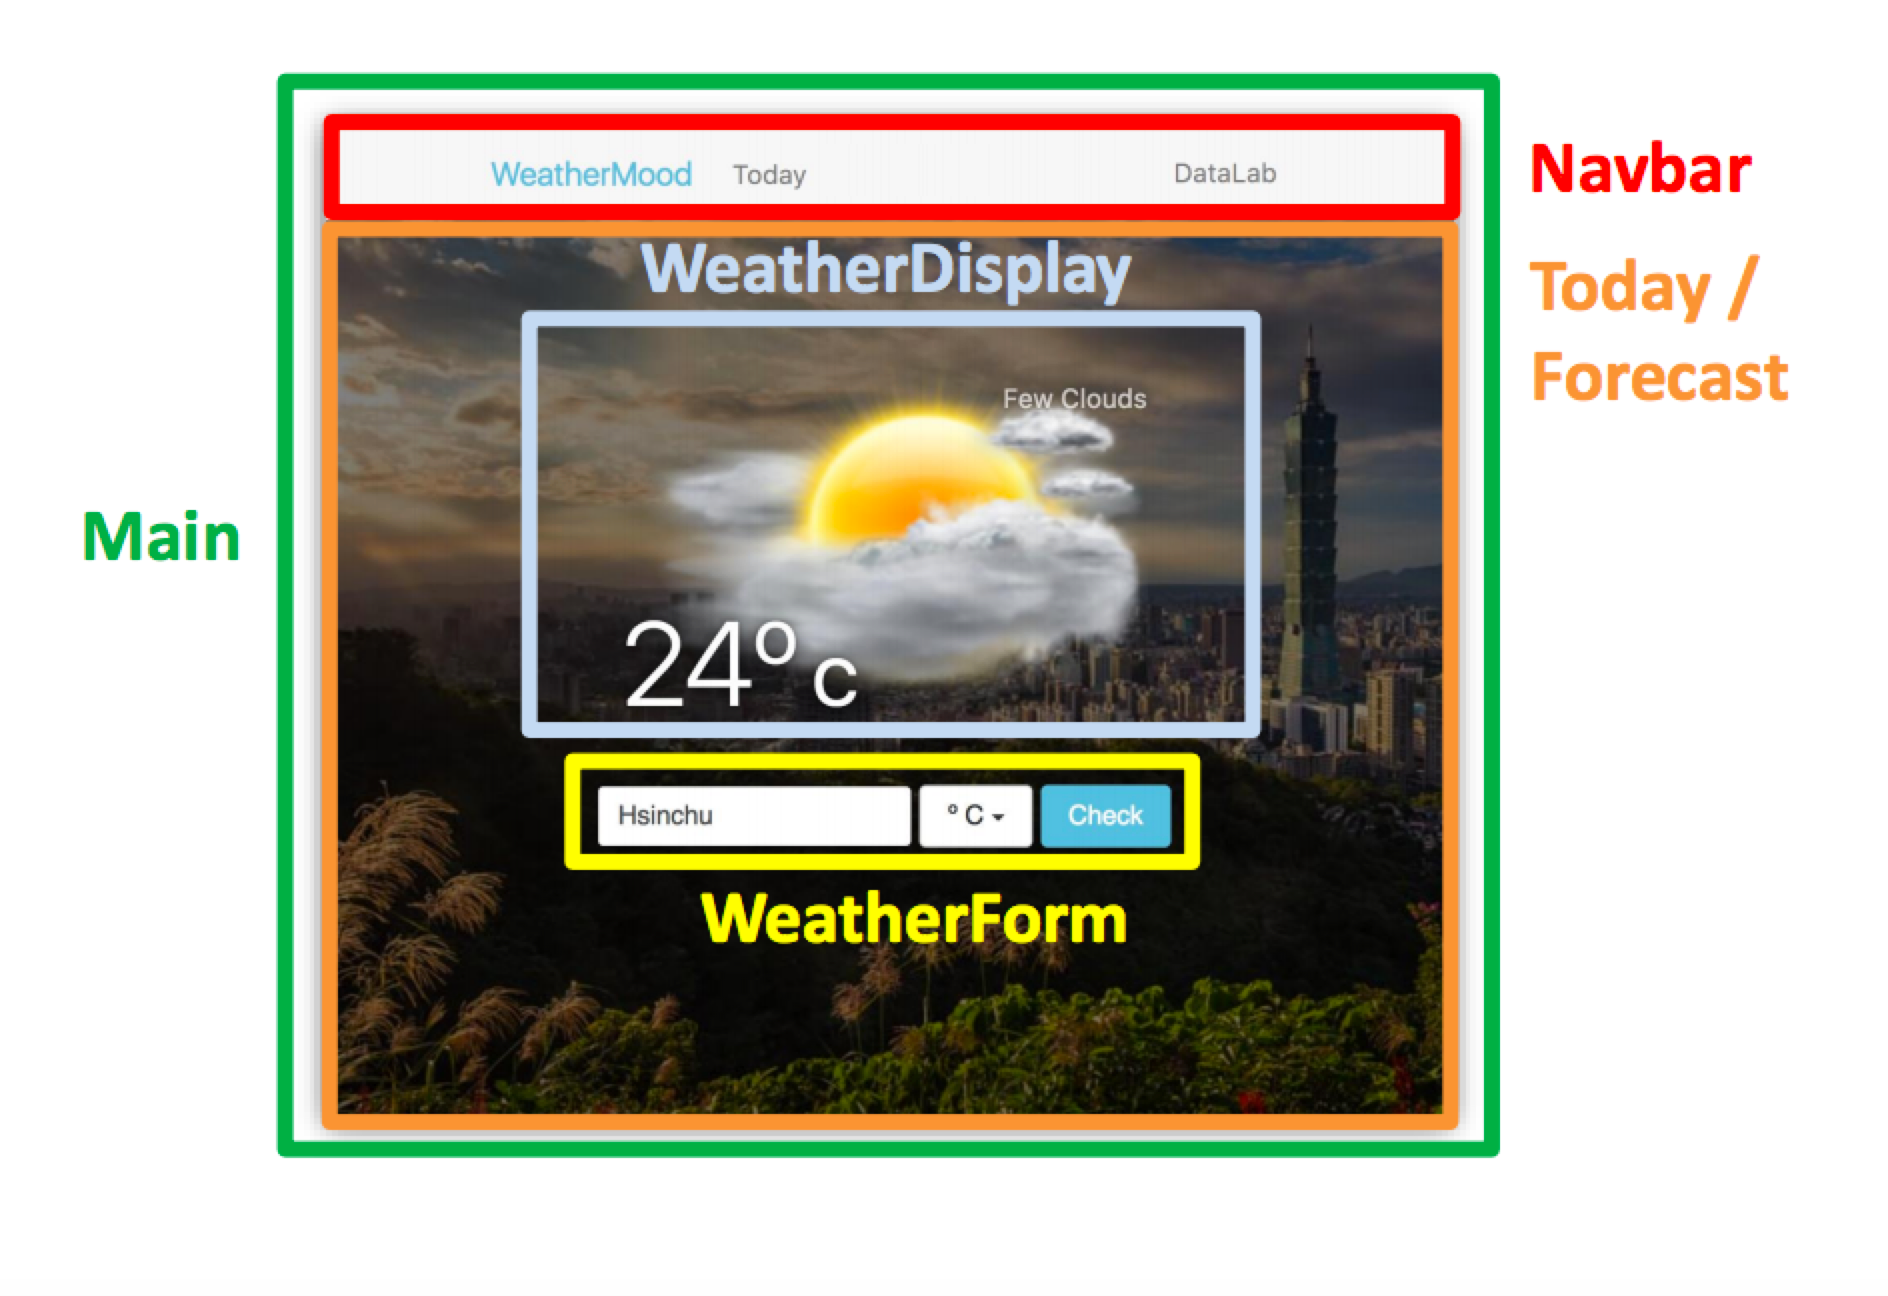 WeatherMood Today DataLab
Navbar
WeatherDisplay
Today /
Forecast
Few Clouds
Main
24° c
Hsinchu ° C Check
WeatherForm